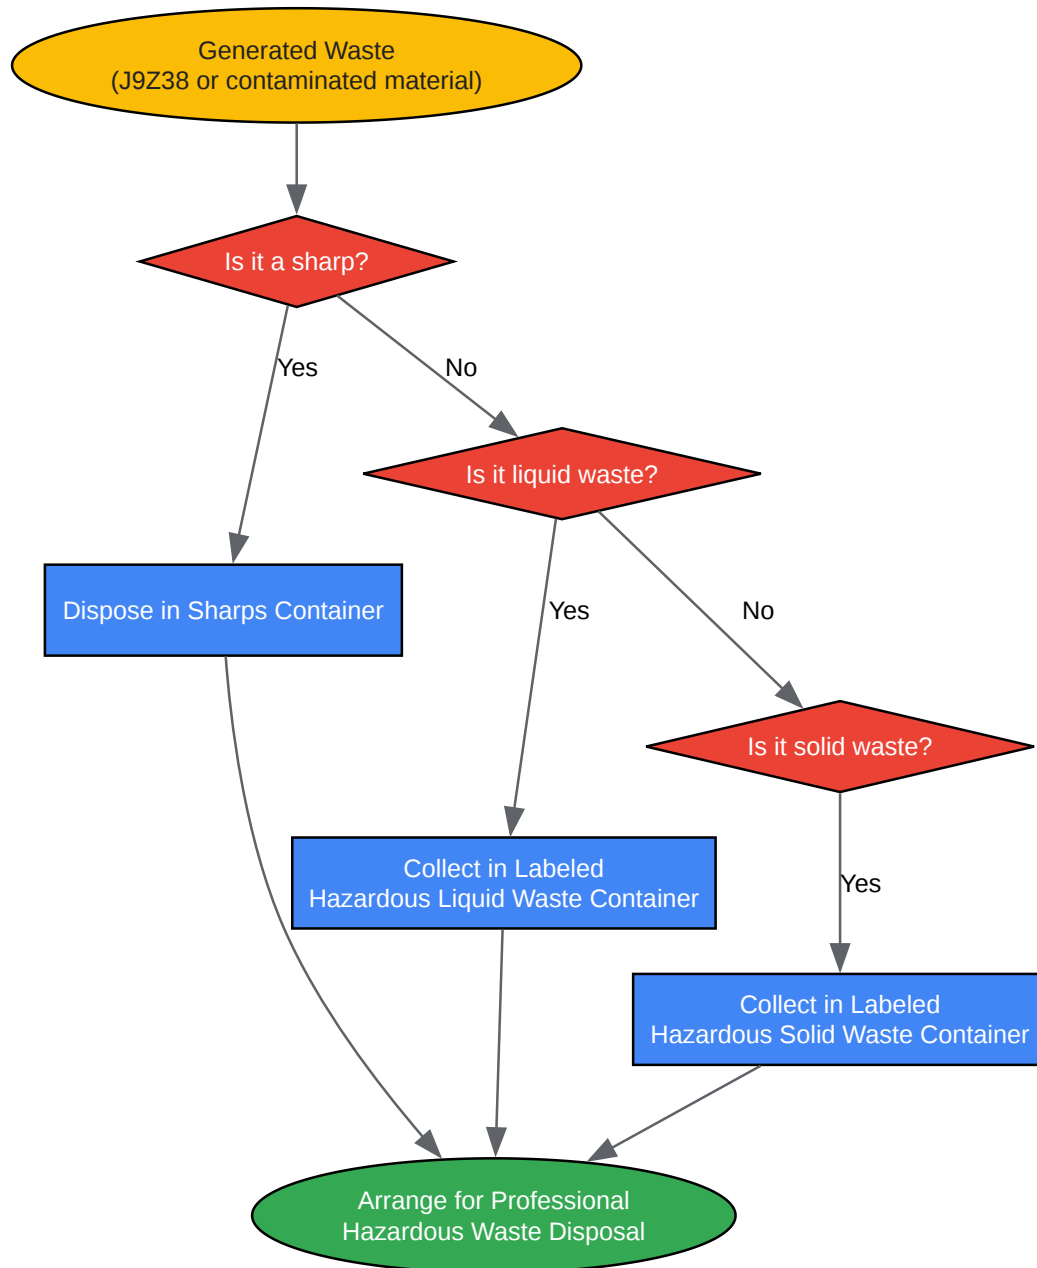 Generated Waste
(J9Z38 or contaminated material)
Is it a sharp?
Yes
No
Is it liquid waste?
Dispose in Sharps Container
Yes
No
Is it solid waste?
Collect in Labeled
Hazardous Liquid Waste Container
Yes
Collect in Labeled
Hazardous Solid Waste Container
Arrange for Professional
Hazardous Waste Disposal